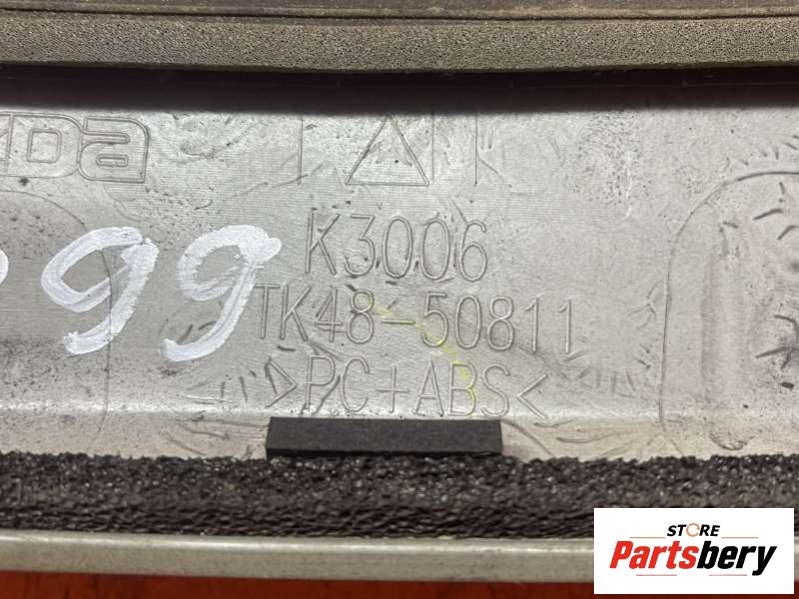 K3006
99
TK48-50811
>PC+ABS<
STORE
Partsbery